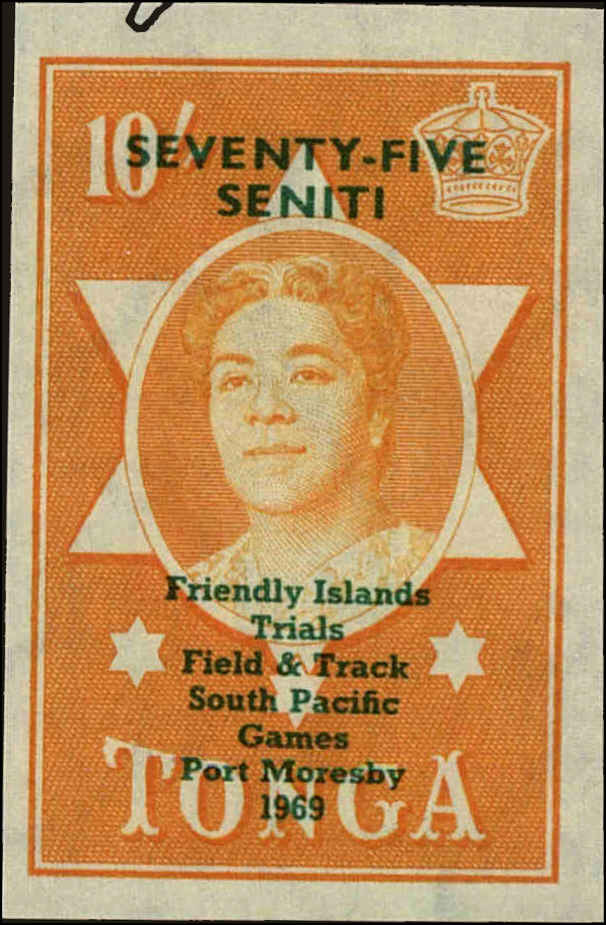 10/-
SEVENTY-FIVE
SENITI
Friendly Islands
Trials
Field & Track
South Pacific
Games
Port Moresby
1969
TONGA